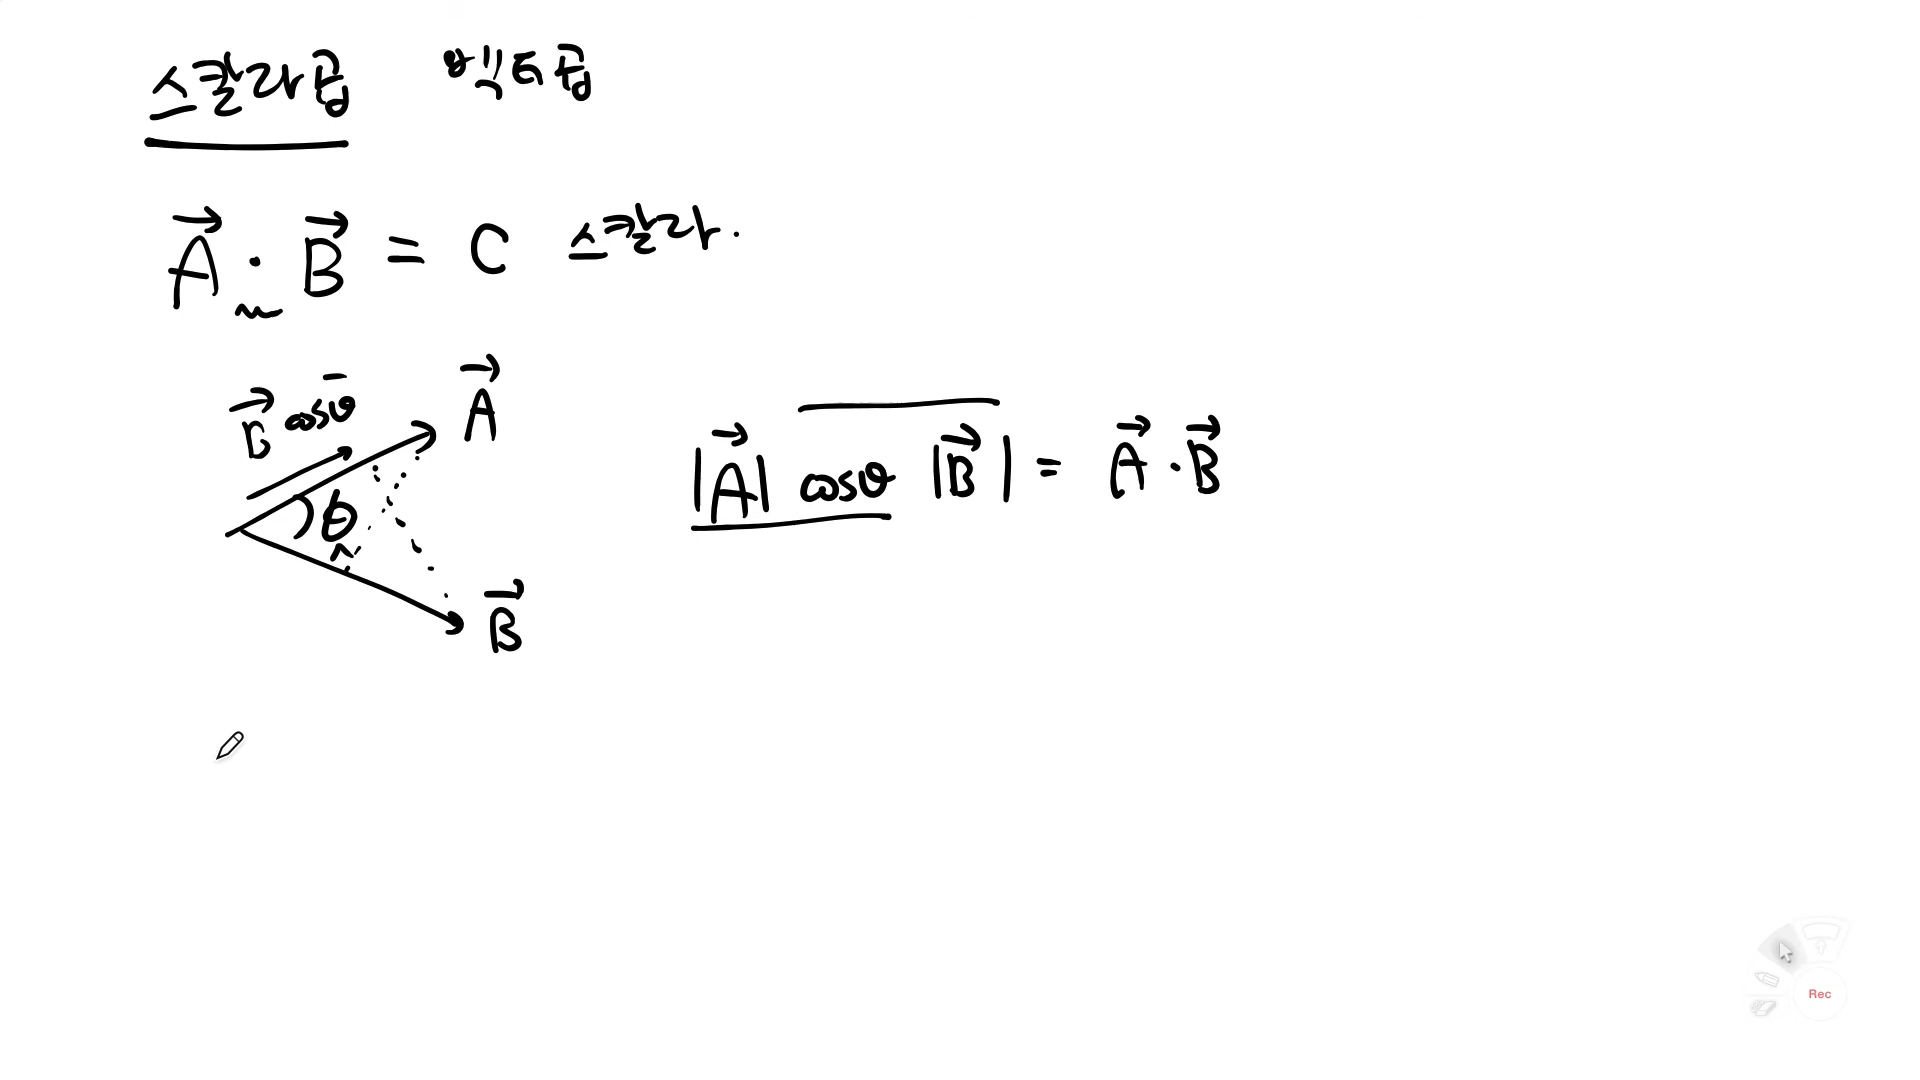 스칼라곱 벡터곱
A⃗ · B⃗ = C 스칼라.
B⃗ cosθ
A⃗
θ
B⃗
|A⃗| cosθ |B⃗| = A⃗ · B⃗
Rec